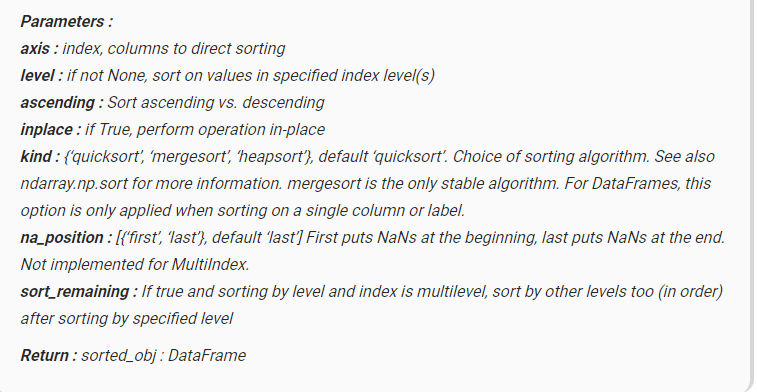 Parameters :
axis : index, columns to direct sorting
level : if not None, sort on values in specified index level(s)
ascending : Sort ascending vs. descending
inplace : if True, perform operation in-place
kind : {‘quicksort’, ‘mergesort’, ‘heapsort’}, default ‘quicksort’. Choice of sorting algorithm. See also
ndarray.np.sort for more information. mergesort is the only stable algorithm. For DataFrames, this
option is only applied when sorting on a single column or label.
na_position : [{‘first’, ‘last’}, default ‘last’] First puts NaNs at the beginning, last puts NaNs at the end.
Not implemented for MultiIndex.
sort_remaining : If true and sorting by level and index is multilevel, sort by other levels too (in order)
after sorting by specified level
Return : sorted_obj : DataFrame